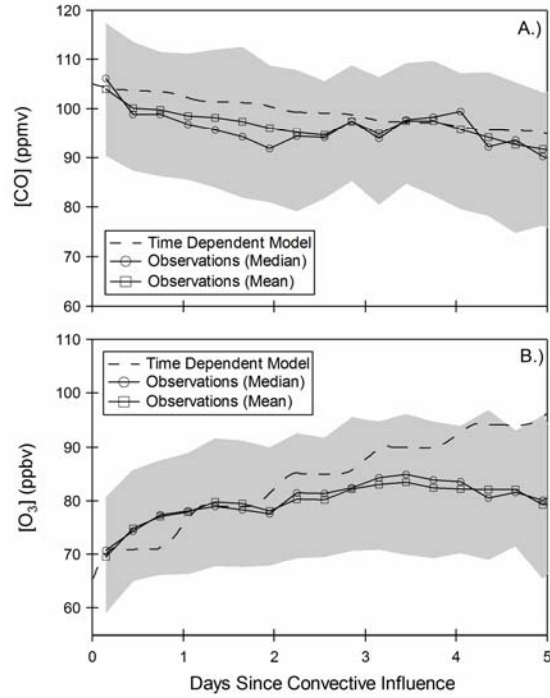 A.)
120
110
100
90
80
70
60
[CO] (ppmv)
Time Dependent Model
Observations (Median)
Observations (Mean)
B.)
110
100
90
80
70
60
[O3] (ppbv)
Time Dependent Model
Observations (Median)
Observations (Mean)
0 1 2 3 4 5
Days Since Convective Influence